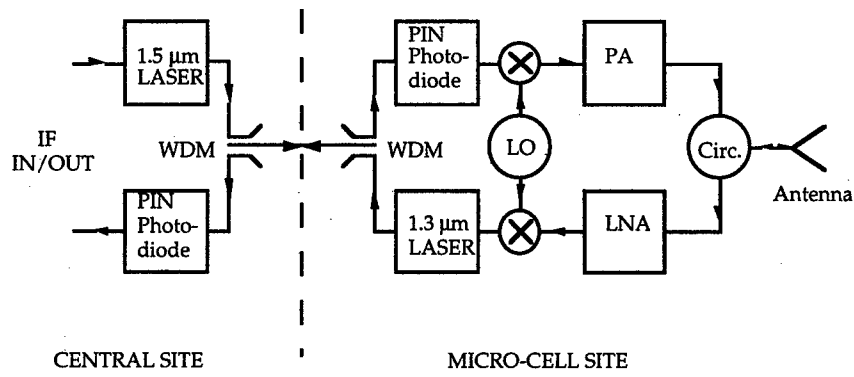 1.5 µm
LASER
IF
IN/OUT
WDM
PIN
Photo-
diode
CENTRAL SITE
PIN
Photo-
diode
PA
WDM
LO
Circ.
Antenna
1.3 µm
LASER
LNA
MICRO-CELL SITE